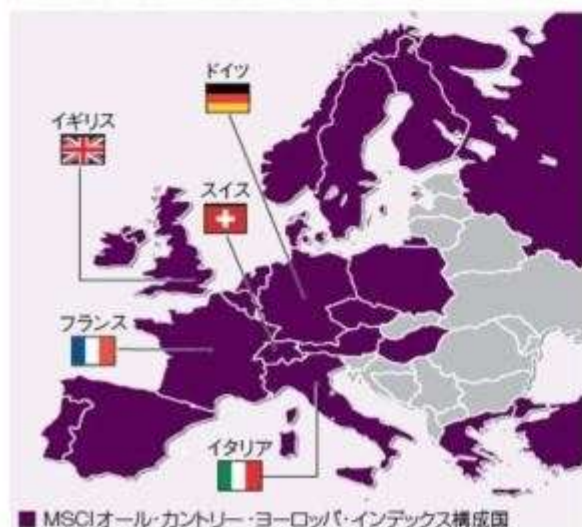 ドイツ
イギリス
スイス
フランス
イタリア
■ MSCIオール・カントリー・ヨーロッパ・インデックス構成国